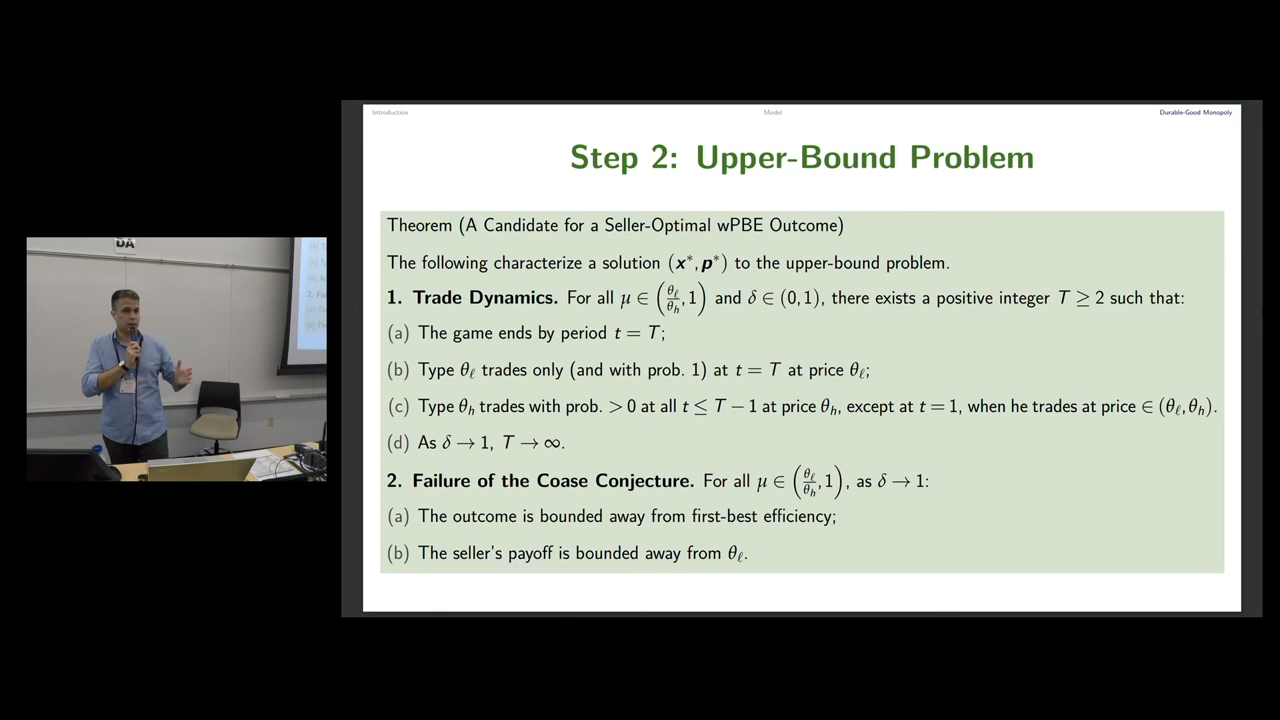 Introduction
Model
Durable-Good Monopoly
Step 2: Upper-Bound Problem
Theorem (A Candidate for a Seller-Optimal wPBE Outcome)
The following characterize a solution (x*, p*) to the upper-bound problem.
1. Trade Dynamics. For all μ ∈ (θℓ/θh, 1) and δ ∈ (0, 1), there exists a positive integer T ≥ 2 such that:
(a) The game ends by period t = T;
(b) Type θℓ trades only (and with prob. 1) at t = T at price θℓ;
(c) Type θh trades with prob. > 0 at all t ≤ T − 1 at price θh, except at t = 1, when he trades at price ∈ (θℓ, θh).
(d) As δ → 1, T → ∞.
2. Failure of the Coase Conjecture. For all μ ∈ (θℓ/θh, 1), as δ → 1:
(a) The outcome is bounded away from first-best efficiency;
(b) The seller's payoff is bounded away from θℓ.
DA